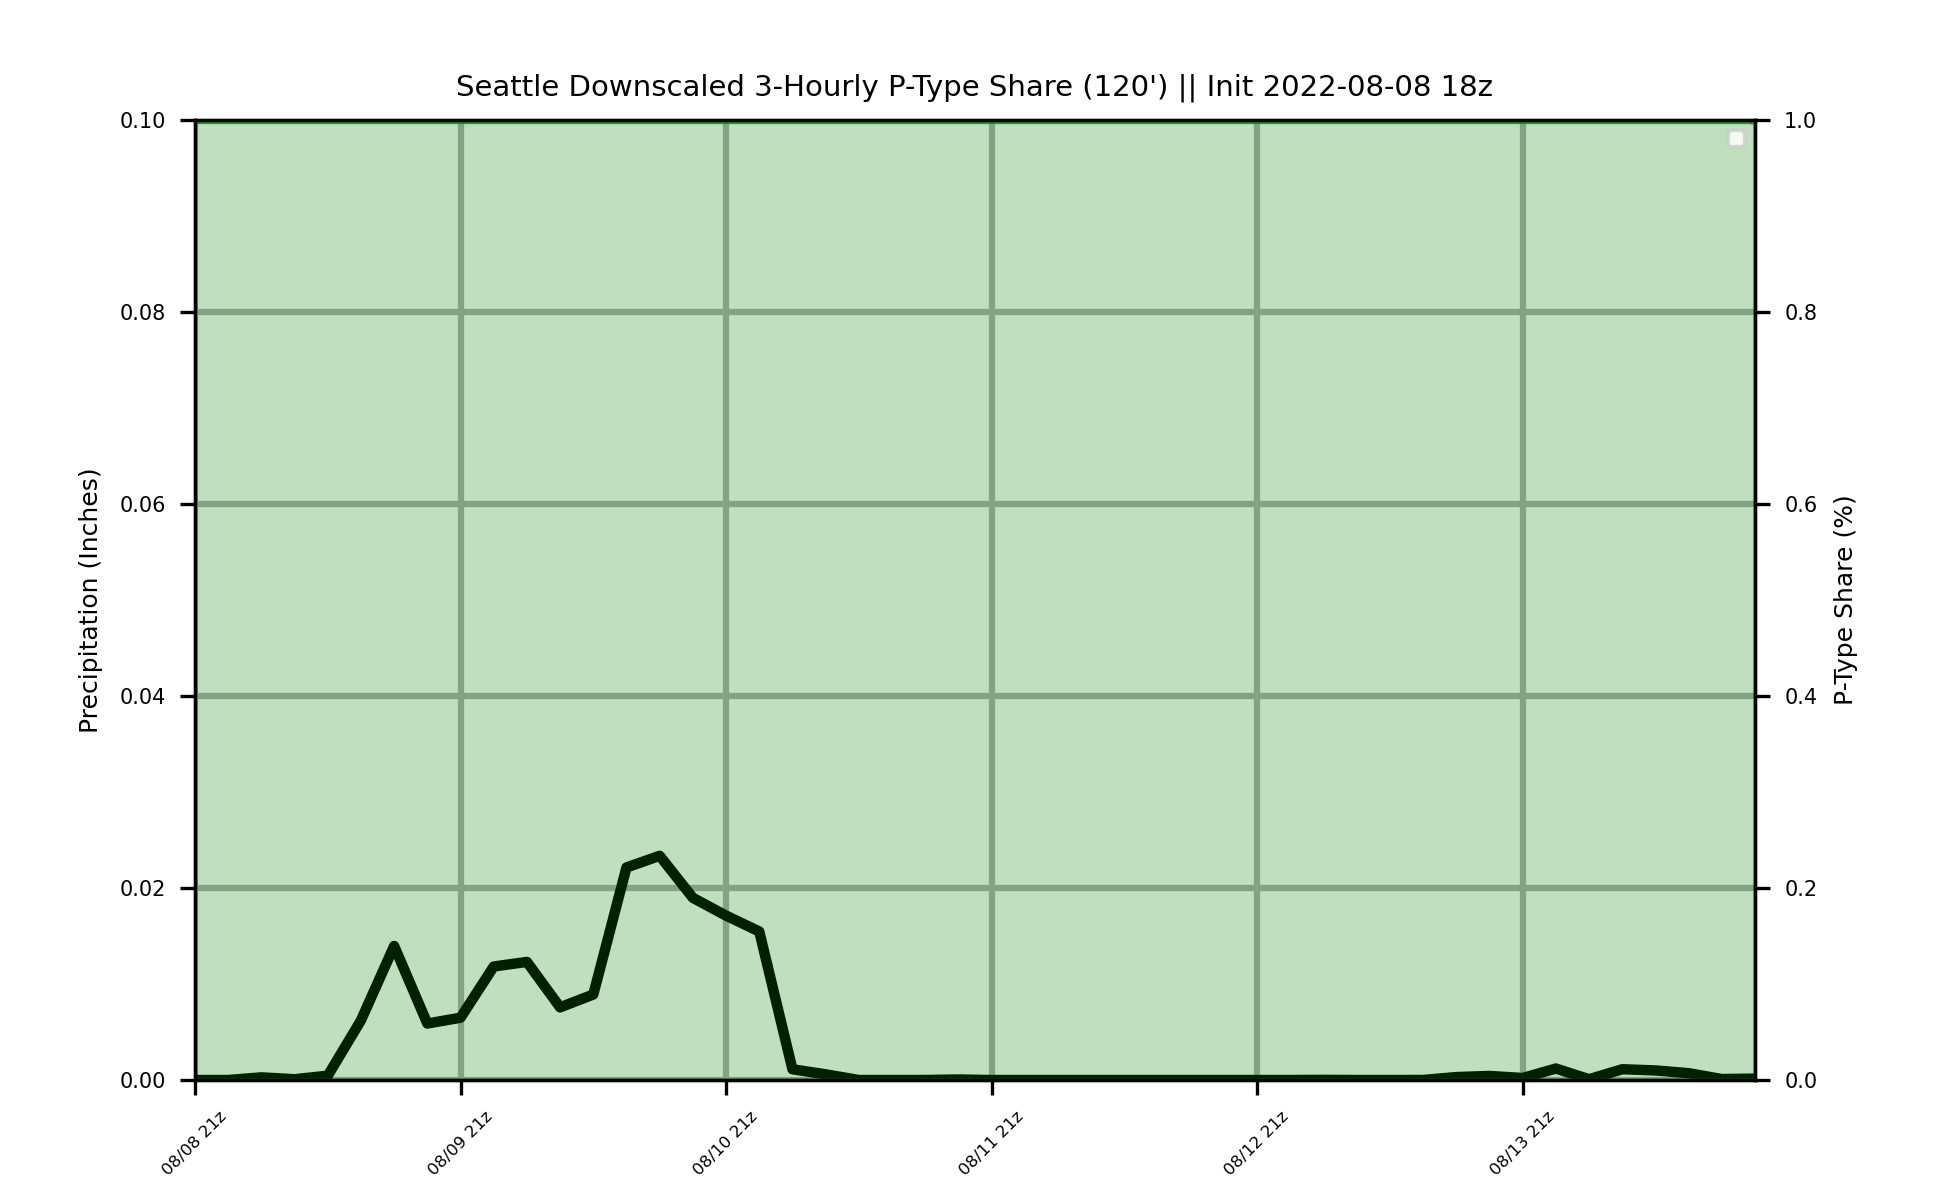 Seattle Downscaled 3-Hourly P-Type Share (120') || Init 2022-08-08 18z
0.10
0.08
0.06
0.04
0.02
0.00
Precipitation (Inches)
1.0
0.8
0.6
0.4
0.2
0.0
P-Type Share (%)
08/08 21z
08/09 21z
08/10 21z
08/11 21z
08/12 21z
08/13 21z